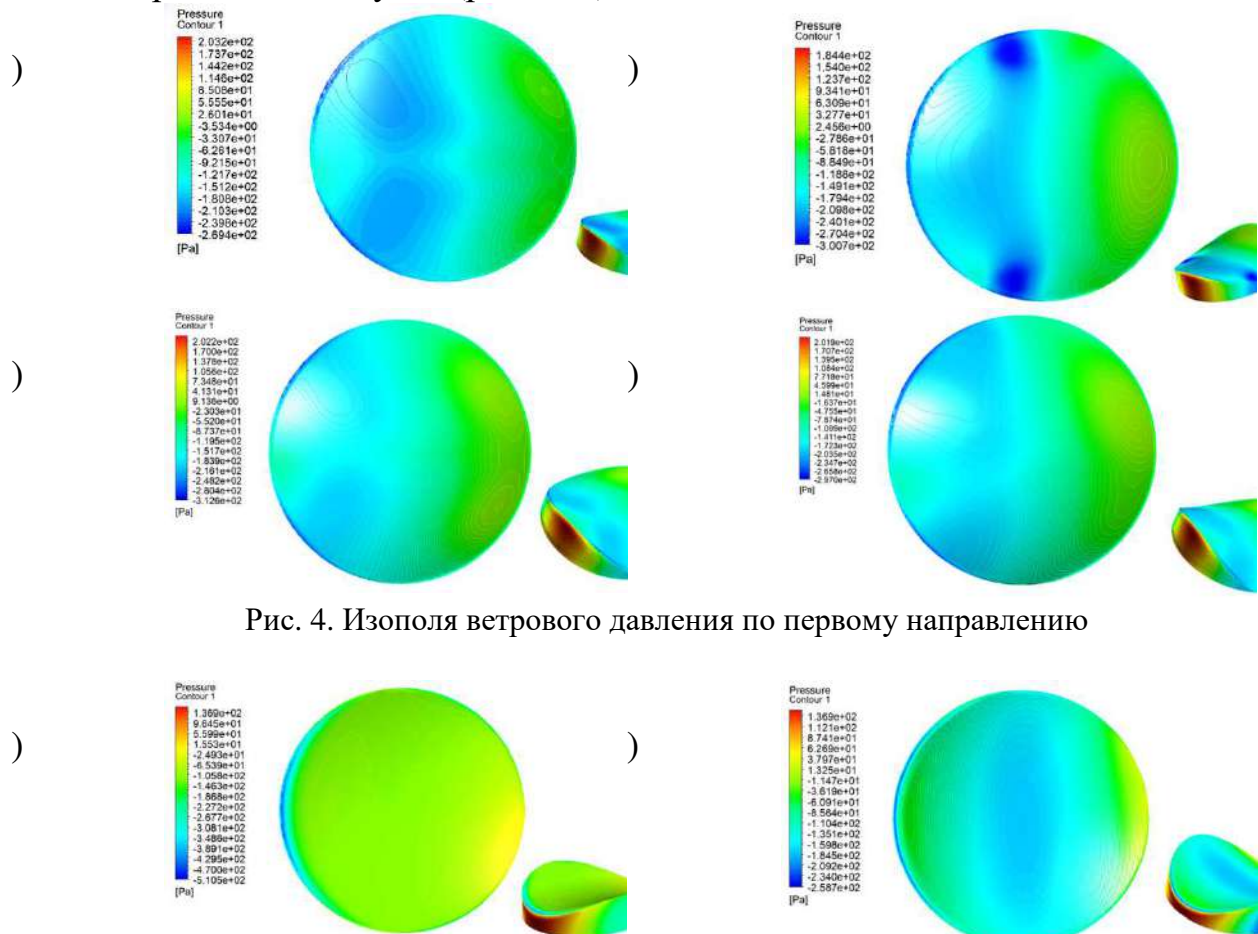 )
Pressure
Contour 1
2.032e+02
1.737e+02
1.442e+02
1.146e+02
8.508e+01
5.555e+01
2.601e+01
-3.534e+00
-3.307e+01
-6.261e+01
-9.215e+01
-1.217e+02
-1.512e+02
-1.808e+02
-2.103e+02
-2.398e+02
-2.694e+02
[Pa]
)
Pressure
Contour 1
1.844e+02
1.540e+02
1.237e+02
9.341e+01
6.309e+01
3.277e+01
2.456e+00
-2.786e+01
-5.818e+01
-8.849e+01
-1.188e+02
-1.491e+02
-1.794e+02
-2.098e+02
-2.401e+02
-2.704e+02
-3.007e+02
[Pa]
)
Pressure
Contour 1
2.022e+02
1.700e+02
1.378e+02
1.056e+02
7.348e+01
4.131e+01
9.136e+00
-2.303e+01
-5.520e+01
-8.737e+01
-1.195e+02
-1.517e+02
-1.839e+02
-2.161e+02
-2.482e+02
-2.804e+02
-3.126e+02
[Pa]
)
Pressure
Contour 1
2.019e+02
1.707e+02
1.395e+02
1.084e+02
7.718e+01
4.599e+01
1.481e+01
-1.637e+01
-4.755e+01
-7.874e+01
-1.099e+02
-1.411e+02
-1.723e+02
-2.035e+02
-2.347e+02
-2.658e+02
-2.970e+02
[Pa]
Рис. 4. Изополя ветрового давления по первому направлению
)
Pressure
Contour 1
1.369e+02
9.645e+01
5.599e+01
1.553e+01
-2.493e+01
-6.539e+01
-1.058e+02
-1.463e+02
-1.868e+02
-2.272e+02
-2.677e+02
-3.081e+02
-3.486e+02
-3.891e+02
-4.295e+02
-4.700e+02
-5.105e+02
[Pa]
)
Pressure
Contour 1
1.369e+02
1.121e+02
8.741e+01
6.269e+01
3.797e+01
1.325e+01
-1.147e+01
-3.619e+01
-6.091e+01
-8.564e+01
-1.104e+02
-1.351e+02
-1.598e+02
-1.845e+02
-2.092e+02
-2.340e+02
-2.587e+02
[Pa]